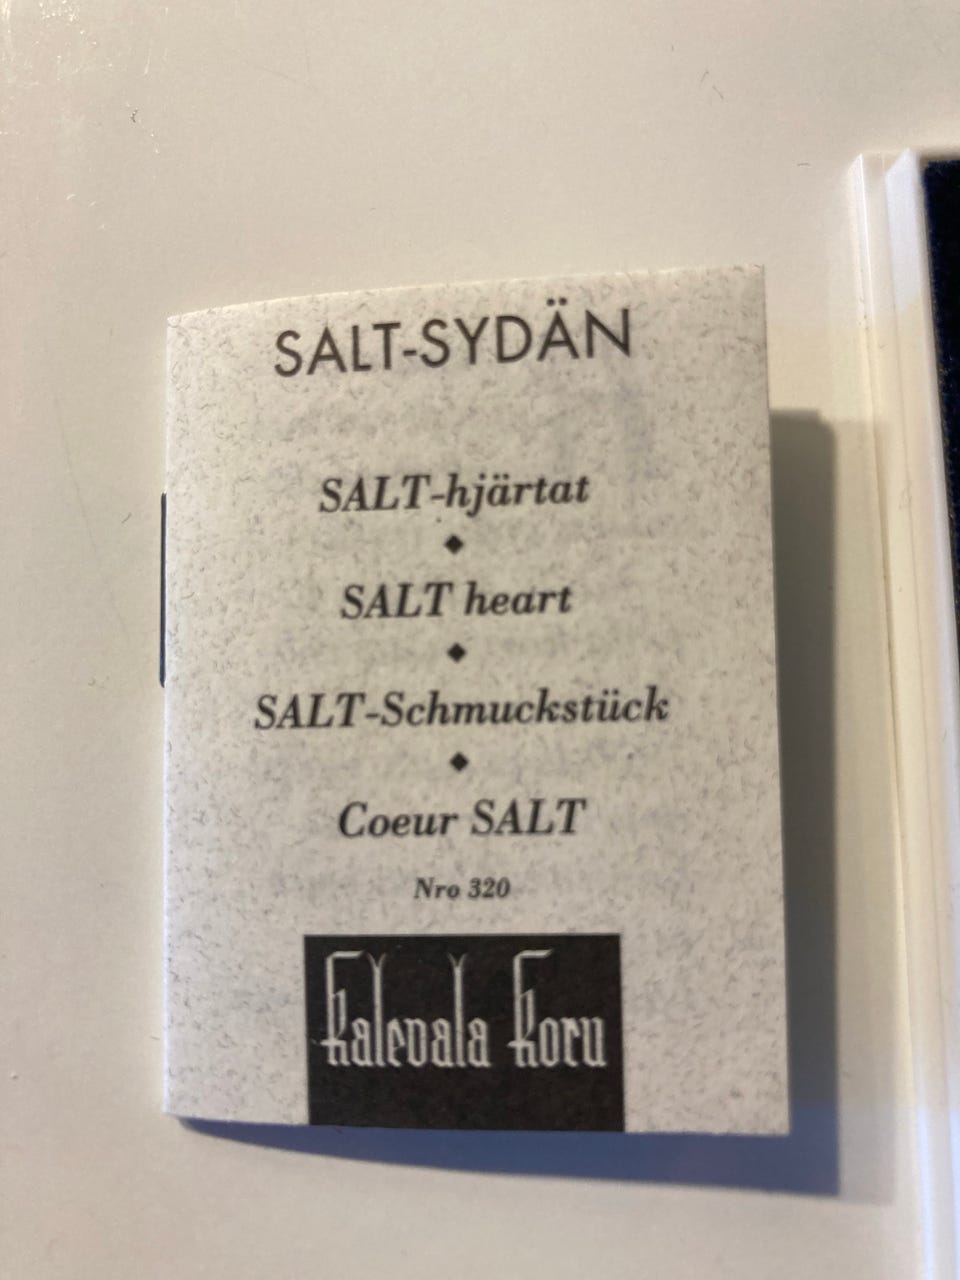 SALT-SYDÄN
SALT-hjärtat
SALT heart
SALT-Schmuckstück
Coeur SALT
Nro 320
Kalevala Koru